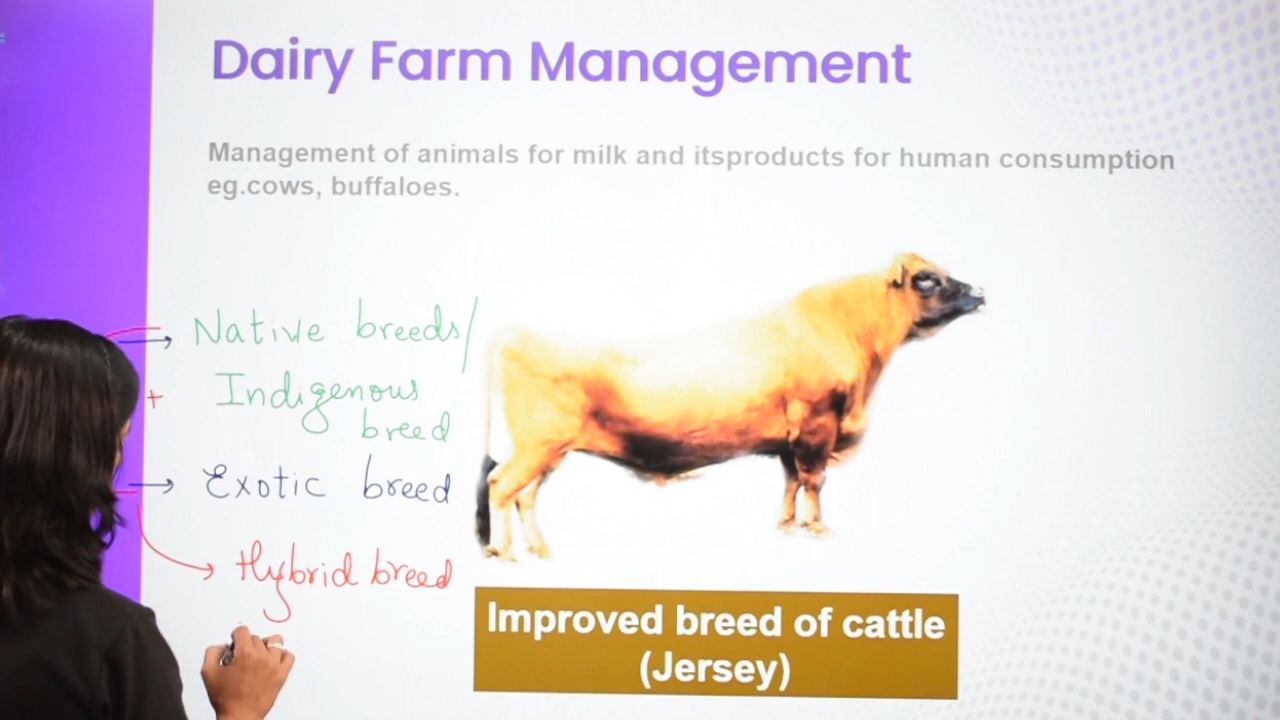 Dairy Farm Management
Management of animals for milk and itsproducts for human consumption
eg.cows, buffaloes.
→ Native breeds/
+ Indigenous
breed
→ Exotic breed
→ Hybrid breed
Improved breed of cattle
(Jersey)